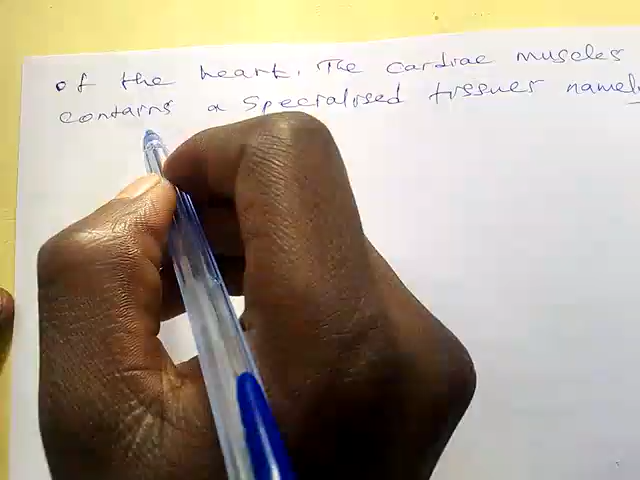 of the heart. The cardiac muscles
contains a Specialised tissues namely